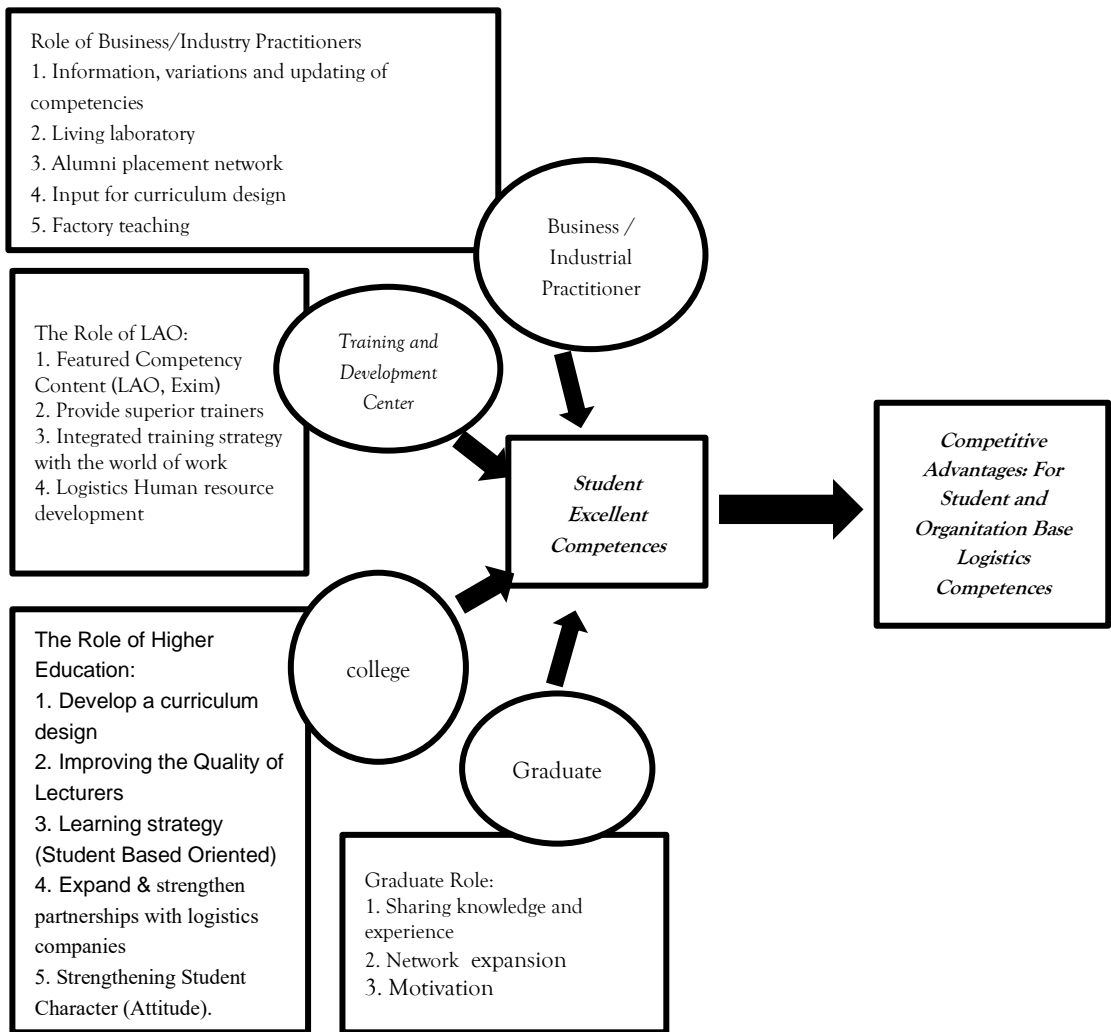 Role of Business/Industry Practitioners
1. Information, variations and updating of
competencies
2. Living laboratory
3. Alumni placement network
4. Input for curriculum design
5. Factory teaching
Business /
Industrial
Practitioner
The Role of LAO:
1. Featured Competency
Content (LAO, Exim)
2. Provide superior trainers
3. Integrated training strategy
with the world of work
4. Logistics Human resource
development
Training and
Development
Center
Student
Excellent
Competences
Competitive
Advantages: For
Student and
Organitation Base
Logistics
Competences
The Role of Higher
Education:
1. Develop a curriculum
design
2. Improving the Quality of
Lecturers
3. Learning strategy
(Student Based Oriented)
4. Expand & strengthen
partnerships with logistics
companies
5. Strengthening Student
Character (Attitude).
college
Graduate
Graduate Role:
1. Sharing knowledge and
experience
2. Network expansion
3. Motivation